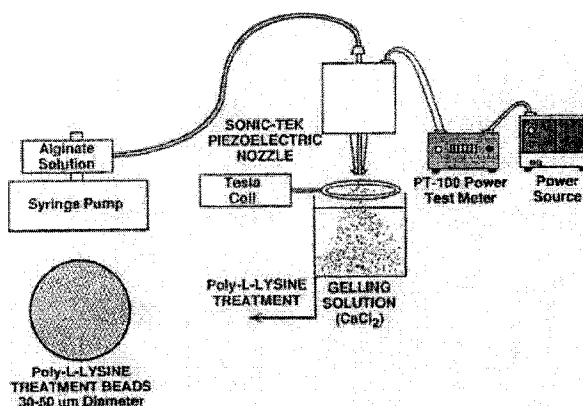 SONIC-TEK
PIEZOELECTRIC
NOZZLE
Alginate
Solution
Syringe Pump
Tesla
Coil
PT-100 Power
Test Meter
Power
Source
Poly-L-LYSINE
TREATMENT
GELLING
SOLUTION
(CaCl₂)
Poly-L-LYSINE
TREATMENT BEADS
30-50 um Diameter